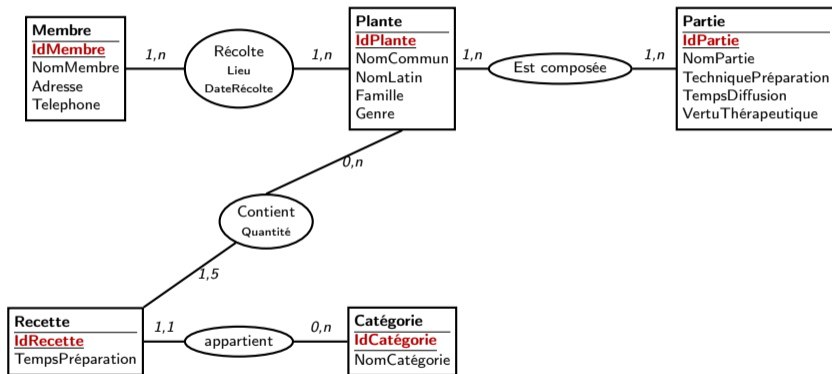 Membre
IdMembre
NomMembre
Adresse
Telephone
1,n
Récolte
Lieu
DateRécolte
1,n
Plante
IdPlante
NomCommun
NomLatin
Famille
Genre
1,n
Est composée
1,n
Partie
IdPartie
NomPartie
TechniquePréparation
TempsDiffusion
VertuThérapeutique
0,n
Contient
Quantité
1,5
Recette
IdRecette
TempsPréparation
1,1
appartient
0,n
Catégorie
IdCatégorie
NomCatégorie